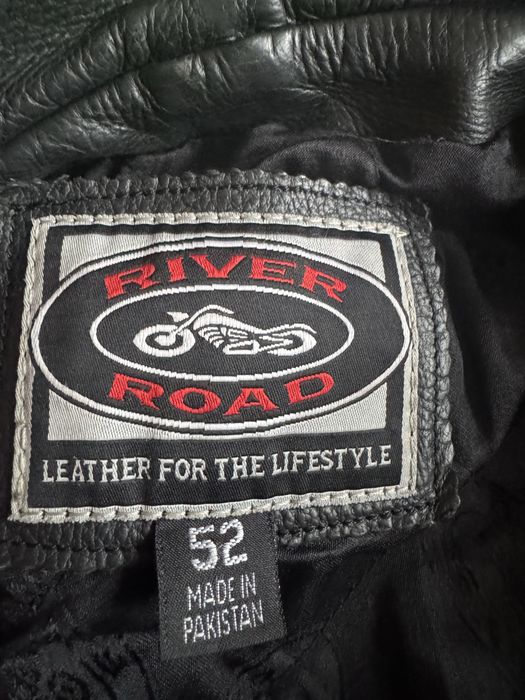 RIVER
ROAD
LEATHER FOR THE LIFESTYLE
52
MADE IN
PAKISTAN